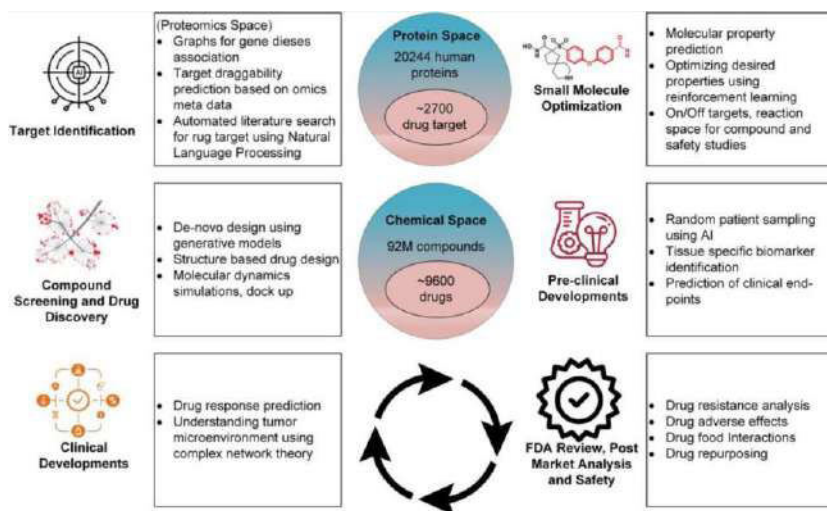 AI
Target Identification
(Proteomics Space)
• Graphs for gene dieses
association
• Target draggability
prediction based on omics
meta data
• Automated literature search
for rug target using Natural
Language Processing
Protein Space
20244 human
proteins
~2700
drug target
Small Molecule
Optimization
• Molecular property
prediction
• Optimizing desired
properties using
reinforcement learning
• On/Off targets, reaction
space for compound and
safety studies
Compound
Screening and Drug
Discovery
• De-novo design using
generative models
• Structure based drug design
• Molecular dynamics
simulations, dock up
Chemical Space
92M compounds
~9600
drugs
Pre-clinical
Developments
• Random patient sampling
using AI
• Tissue specific biomarker
identification
• Prediction of clinical end-
points
Clinical
Developments
• Drug response prediction
• Understanding tumor
microenvironment using
complex network theory
FDA Review, Post
Market Analysis
and Safety
• Drug resistance analysis
• Drug adverse effects
• Drug food Interactions
• Drug repurposing